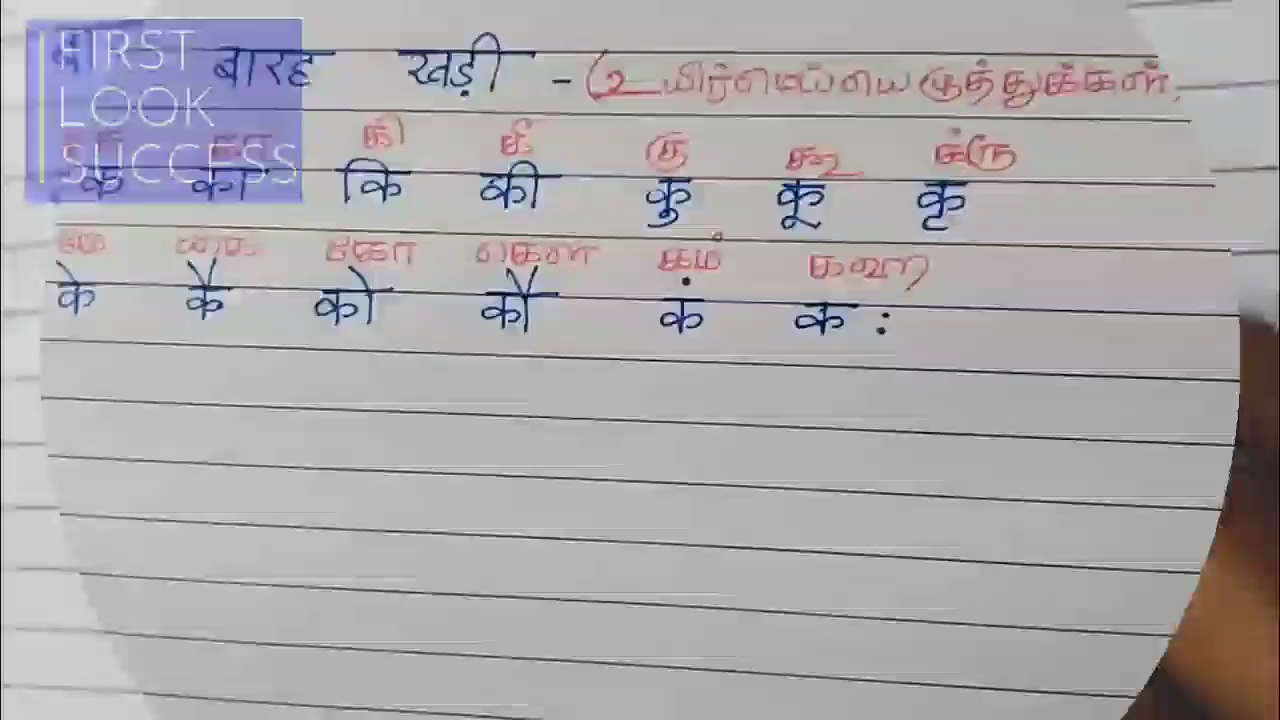 FIRST
LOOK
SUCCESS
बारह खड़ी - (உயிர்மெய்யெழுத்துக்கள்.
கி கீ கு கூ க்ரு
क का कि की कु कू कृ
கே கை கோ கௌ கம் கஹ
के कै को कौ कं कः